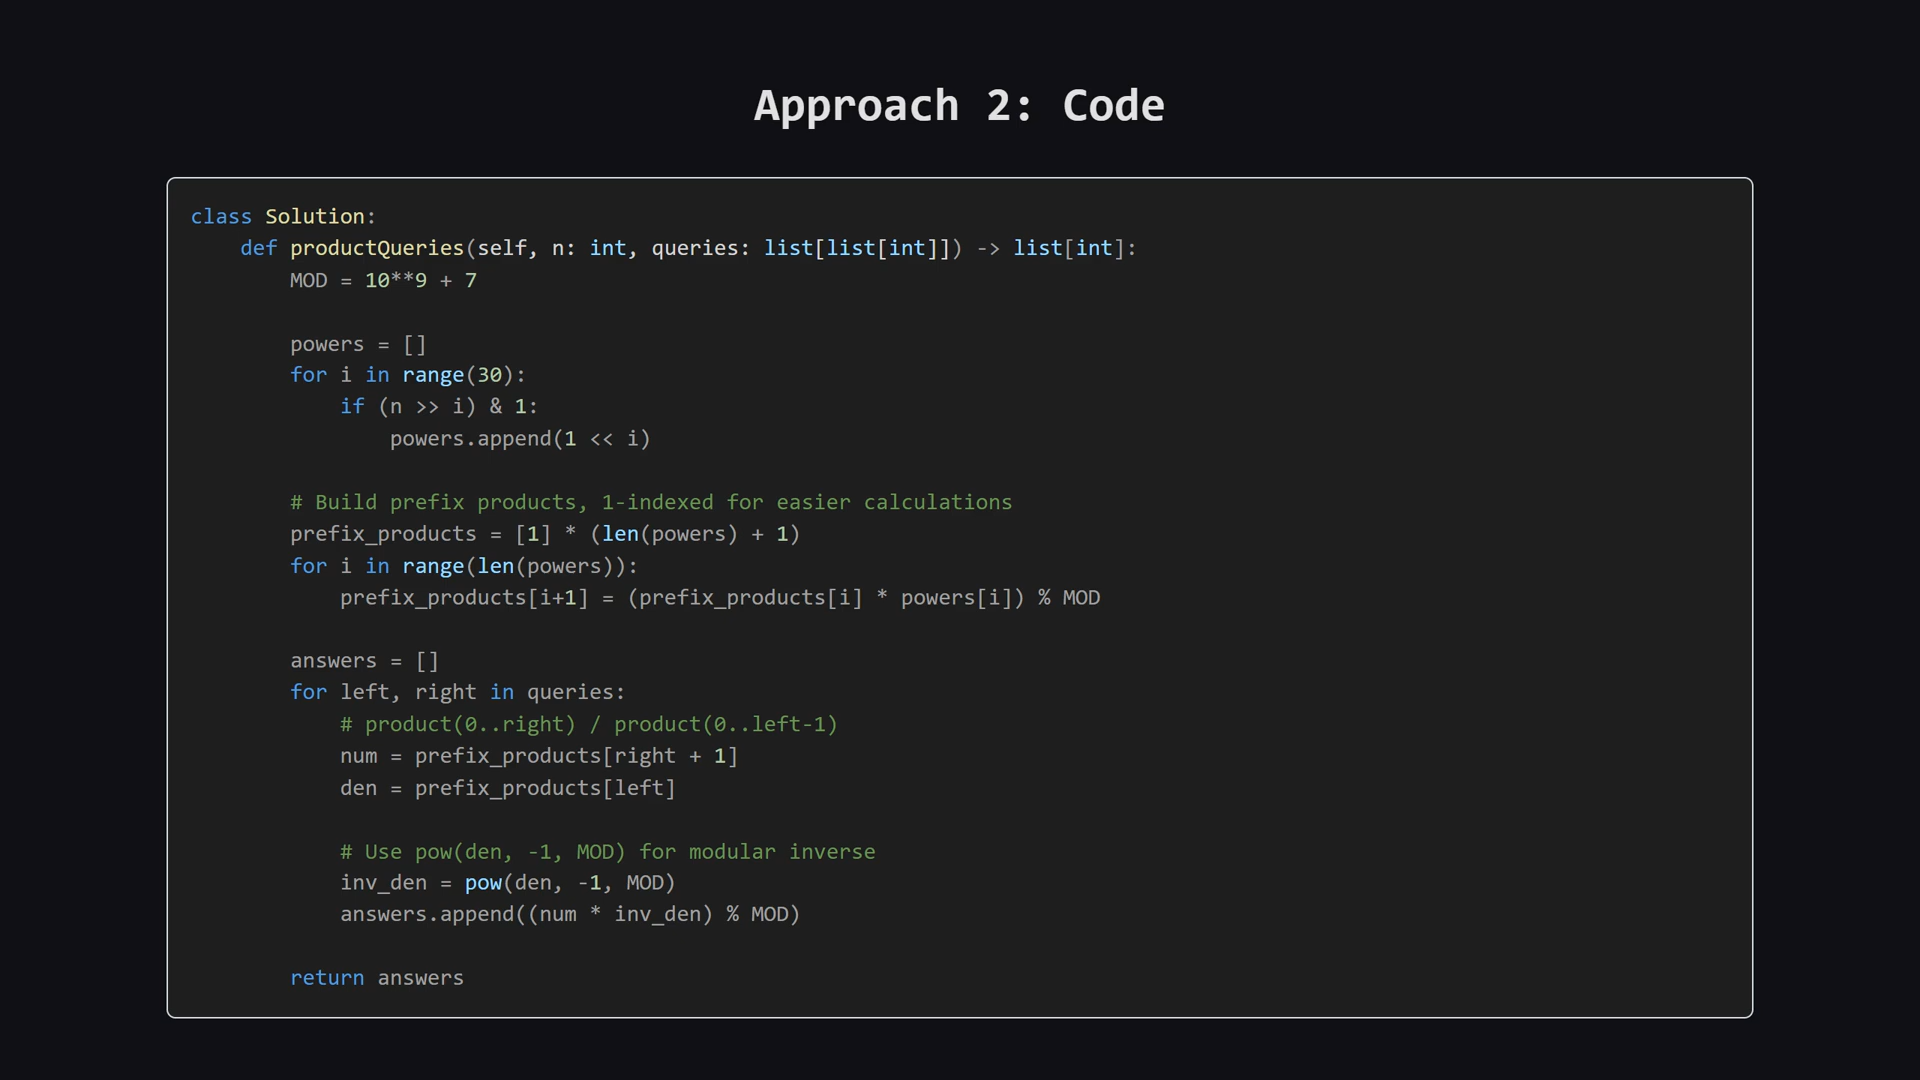 Approach 2: Code
class Solution:
    def productQueries(self, n: int, queries: list[list[int]]) -> list[int]:
        MOD = 10**9 + 7

        powers = []
        for i in range(30):
            if (n >> i) & 1:
                powers.append(1 << i)

        # Build prefix products, 1-indexed for easier calculations
        prefix_products = [1] * (len(powers) + 1)
        for i in range(len(powers)):
            prefix_products[i+1] = (prefix_products[i] * powers[i]) % MOD

        answers = []
        for left, right in queries:
            # product(0..right) / product(0..left-1)
            num = prefix_products[right + 1]
            den = prefix_products[left]

            # Use pow(den, -1, MOD) for modular inverse
            inv_den = pow(den, -1, MOD)
            answers.append((num * inv_den) % MOD)

        return answers